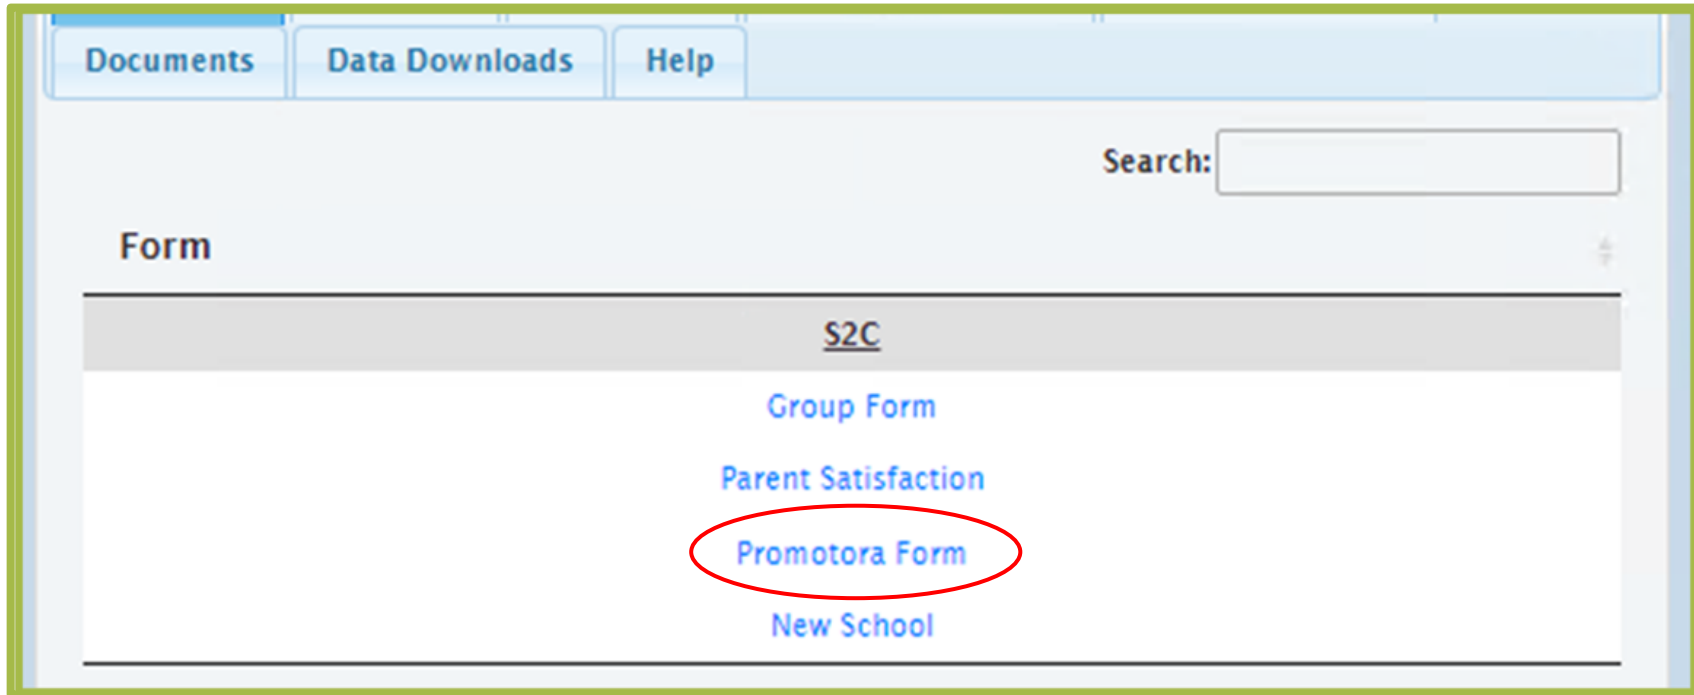 Documents Data Downloads Help
Search:
Form
S2C
Group Form
Parent Satisfaction
Promotora Form
New School